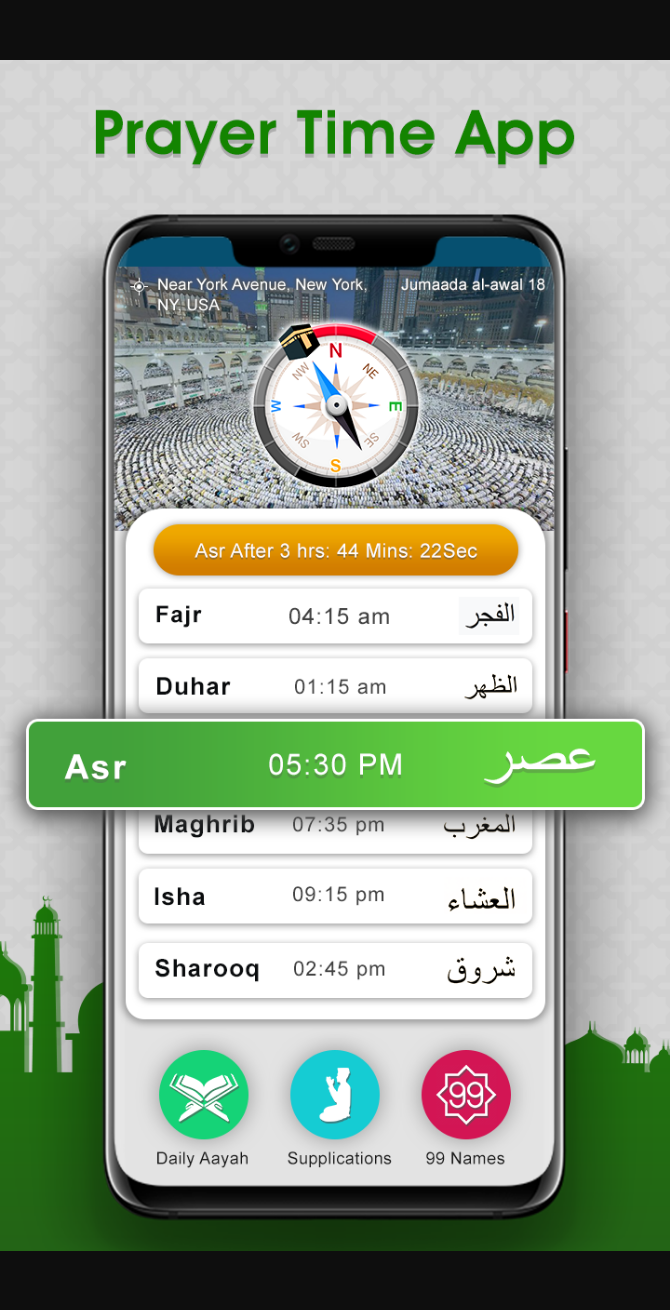 Prayer Time App
Near York Avenue, New York,
NY, USA
Jumaada al-awal 18
N
NE
E
SE
S
SW
W
NW
Asr After 3 hrs: 44 Mins: 22Sec
Fajr 04:15 am الفجر
Duhar 01:15 am الظهر
Asr 05:30 PM عصر
Maghrib 07:35 pm المغرب
Isha 09:15 pm العشاء
Sharooq 02:45 pm شروق
99
Daily Aayah Supplications 99 Names